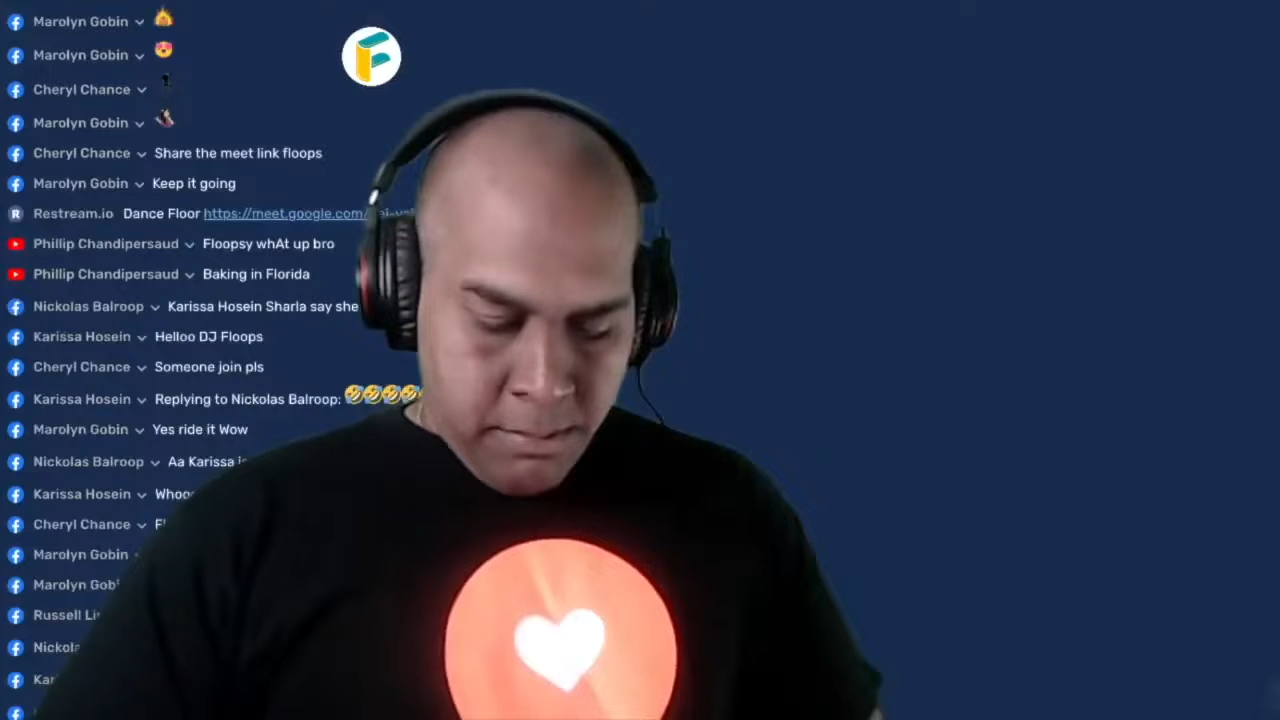 Marolyn Gobin
Marolyn Gobin
Cheryl Chance
Marolyn Gobin
Cheryl Chance Share the meet link floops
Marolyn Gobin Keep it going
R Restream.io Dance Floor https://meet.google.com/
Phillip Chandipersaud Floopsy whAt up bro
Phillip Chandipersaud Baking in Florida
Nickolas Balroop Karissa Hosein Sharla say she
Karissa Hosein Helloo DJ Floops
Cheryl Chance Someone join pls
Karissa Hosein Replying to Nickolas Balroop:
Marolyn Gobin Yes ride it Wow
Nickolas Balroop Aa Karissa
Karissa Hosein
Cheryl Chance
Marolyn Gobin
Marolyn
Russell